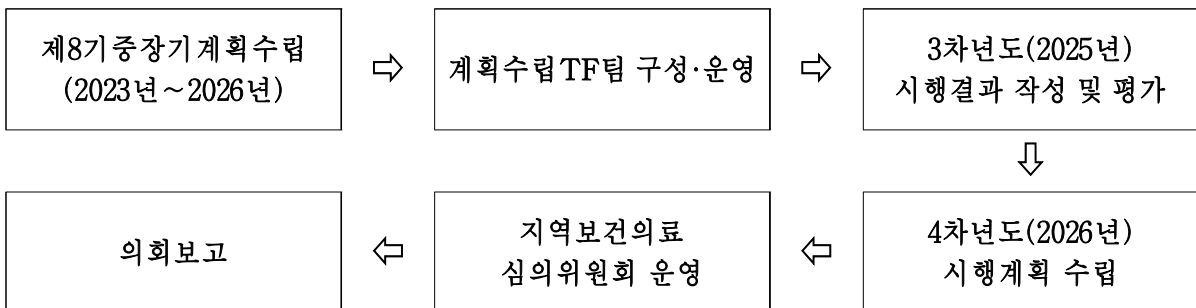 제8기중장기계획수립
(2023년~2026년)
계획수립TF팀 구성·운영
3차년도(2025년)
시행결과 작성 및 평가
4차년도(2026년)
시행계획 수립
지역보건의료
심의위원회 운영
의회보고